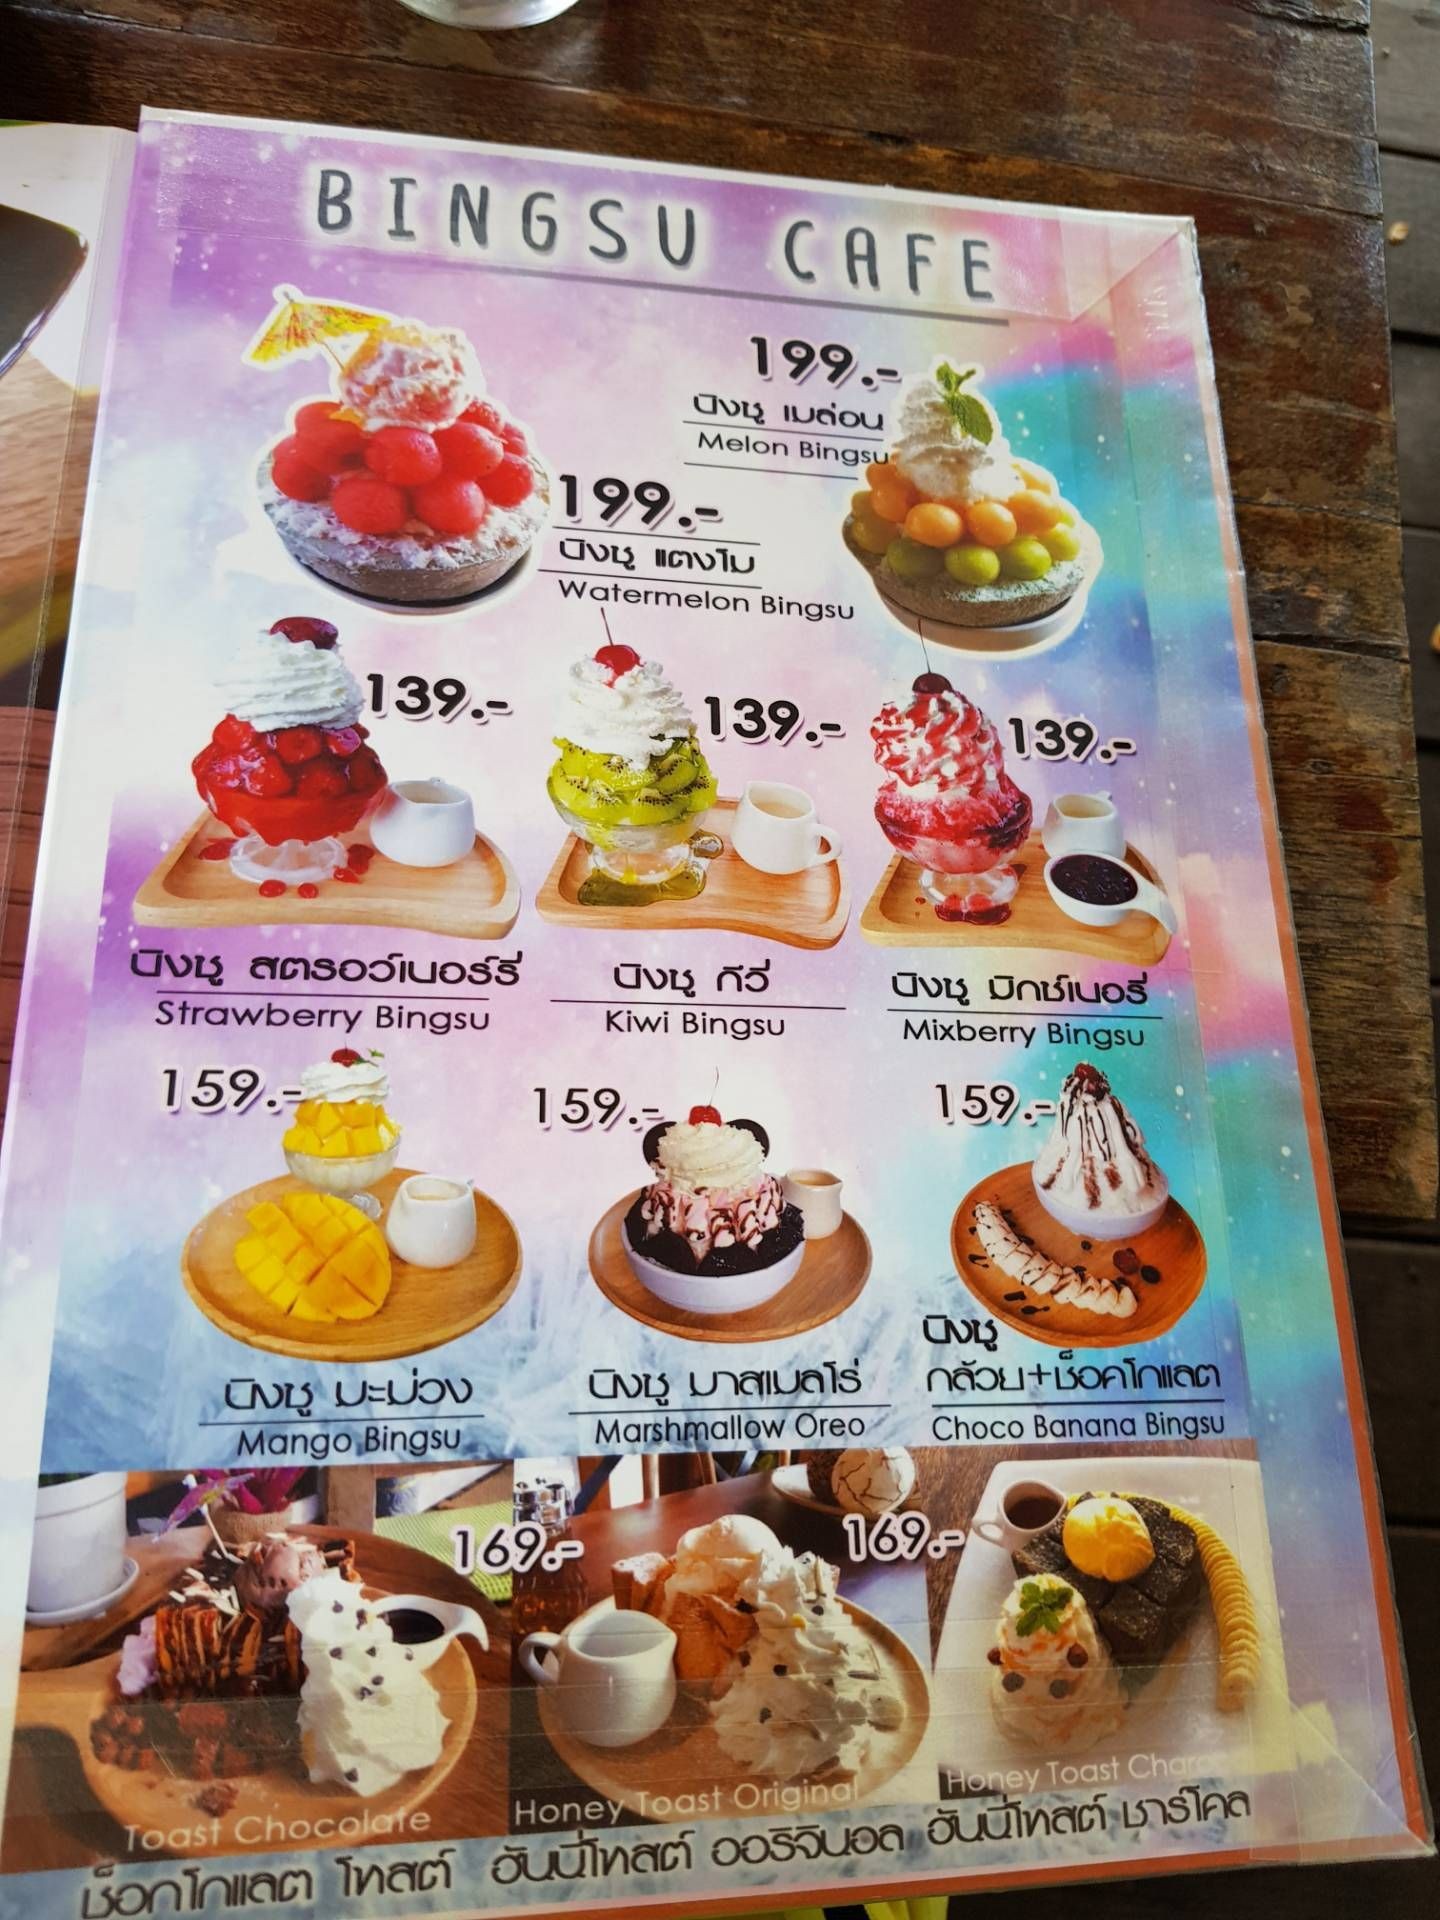 BINGSU CAFE
199.-
บิงซู เมล่อน
Melon Bingsu
199.-
บิงซู แตงโม
Watermelon Bingsu
139.-
139.-
139.-
บิงซู สตรอว์เบอร์รี่
Strawberry Bingsu
บิงซู กีวี่
Kiwi Bingsu
บิงซู มิกซ์เบอรี่
Mixberry Bingsu
159.-
159.-
159.-
บิงซู มะม่วง
Mango Bingsu
บิงซู มาสเมลโร่
Marshmallow Oreo
บิงซู
กล้วย+ช็อคโกแลต
Choco Banana Bingsu
169.-
169.-
Toast Chocolate
Honey Toast Original
Honey Toast
ช็อกโกแลต โทสต์ ฮันนี่โทสต์ ออริจินอล ฮันนี่โทสต์ ชาร์โคล